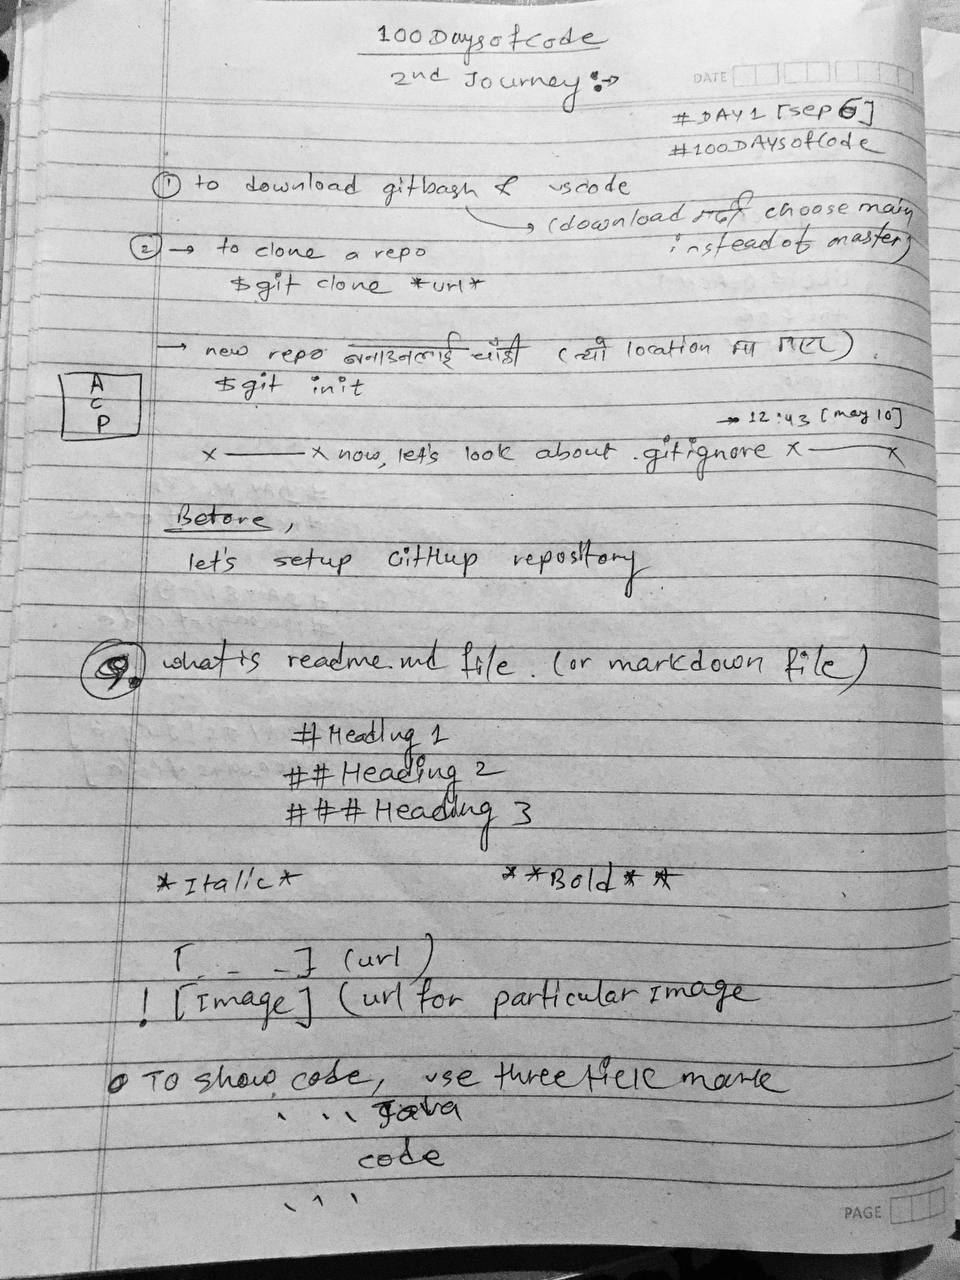 100DaysofCode
2nd Journey :→
DATE
#DAY1 [sep 6]
#100DAYsofCode
① to download gitbash & vscode
→ (download गर्दा choose main
instead of master)
② → to clone a repo
$git clone *url*
→ new repo बनाउनलाई चाँही (त्यो location मा गएर)
$git init
A
C
P
→ 12:43 [may 10]
x——x now, let's look about .gitignore x——x
Before,
let's setup GitHup repository
Q. what is readme.md file. (or markdown file)
# Heading 1
## Heading 2
### Heading 3
*Italic* **Bold**
[_ _ _] (url)
! [Image] (url for particular Image
• To show code, use three tick mark
``` Java
code
```
PAGE